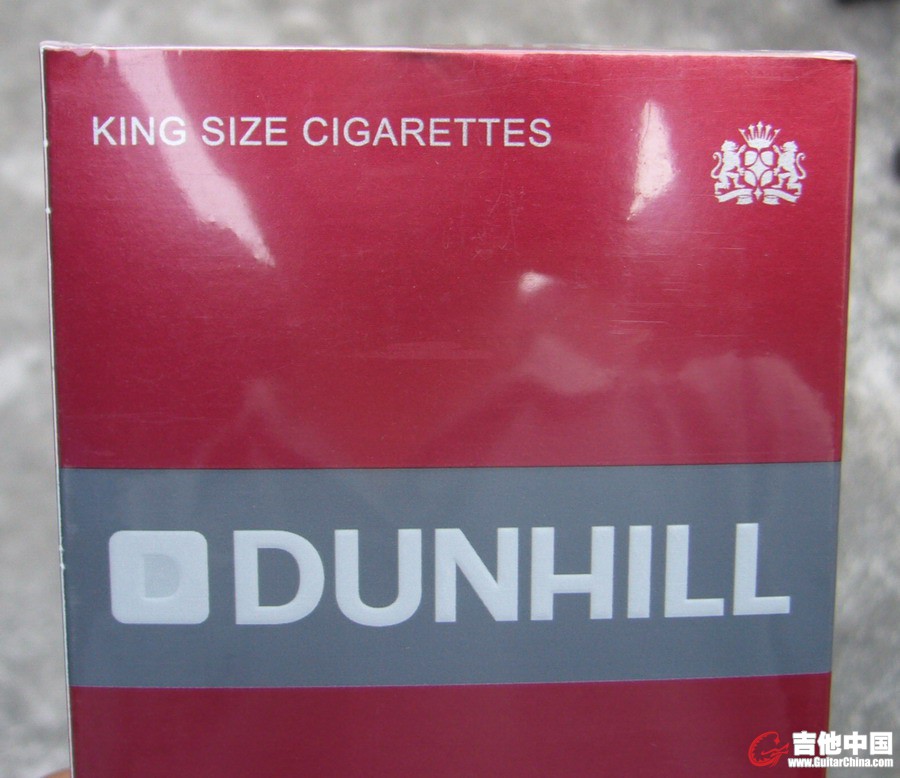 KING SIZE CIGARETTES
D DUNHILL
吉他中国
www.GuitarChina.com